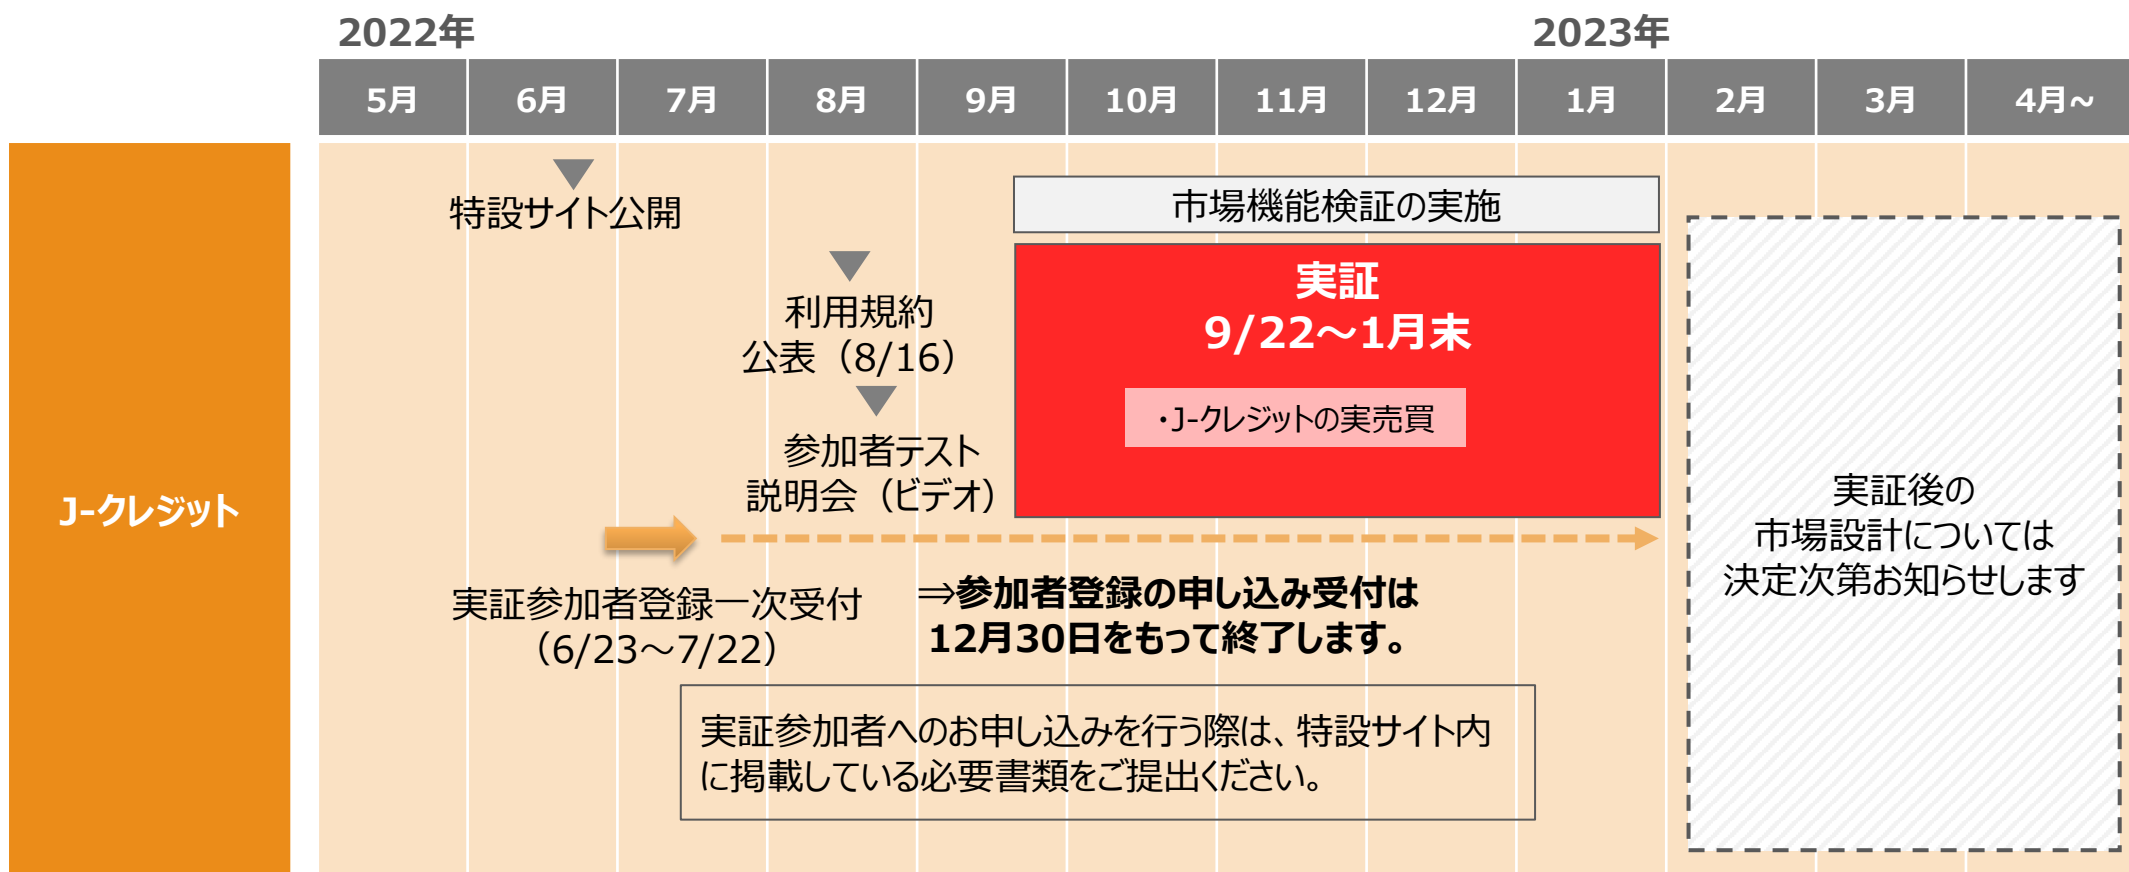 2022年
2023年
5月
6月
7月
8月
9月
10月
11月
12月
1月
2月
3月
4月~
J-クレジット
特設サイト公開
利用規約
公表（8/16）
参加者テスト
説明会（ビデオ）
市場機能検証の実施
実証
9/22～1月末
・J-クレジットの実売買
実証参加者登録一次受付
（6/23～7/22）
⇒参加者登録の申し込み受付は
12月30日をもって終了します。
実証参加者へのお申し込みを行う際は、特設サイト内
に掲載している必要書類をご提出ください。
実証後の
市場設計については
決定次第お知らせします